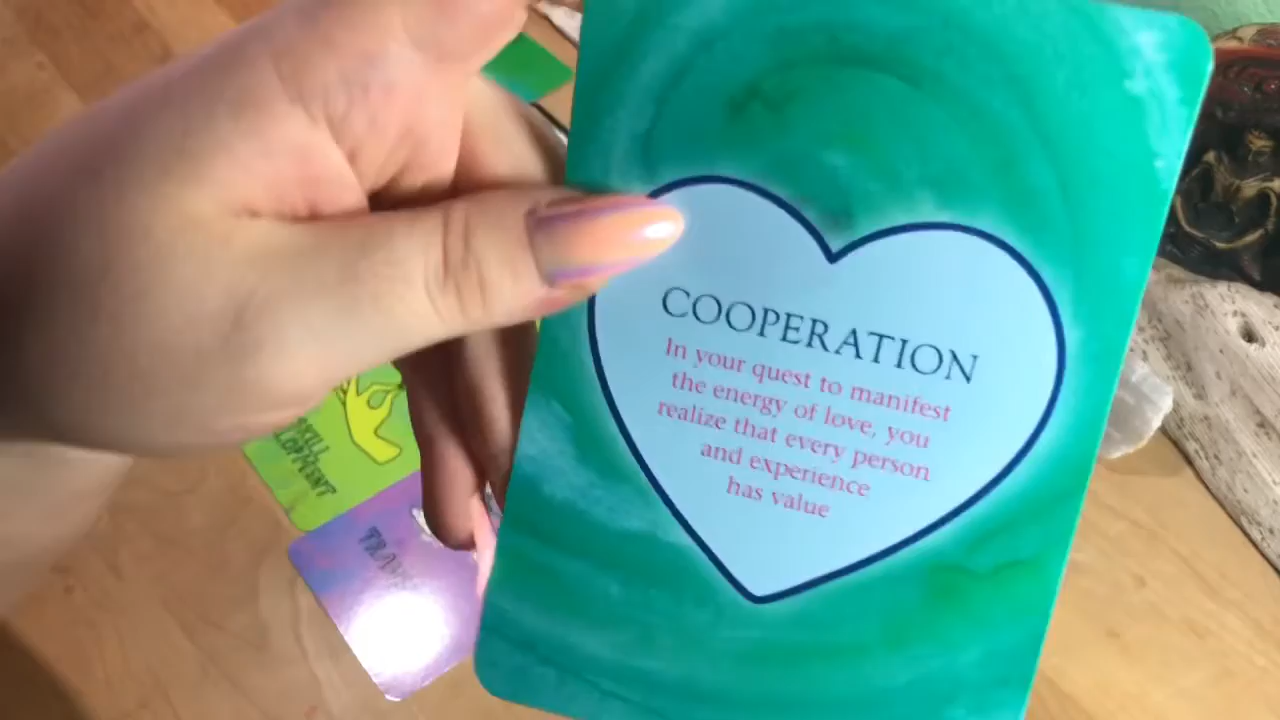 COOPERATION
In your quest to manifest
the energy of love, you
realize that every person
and experience
has value